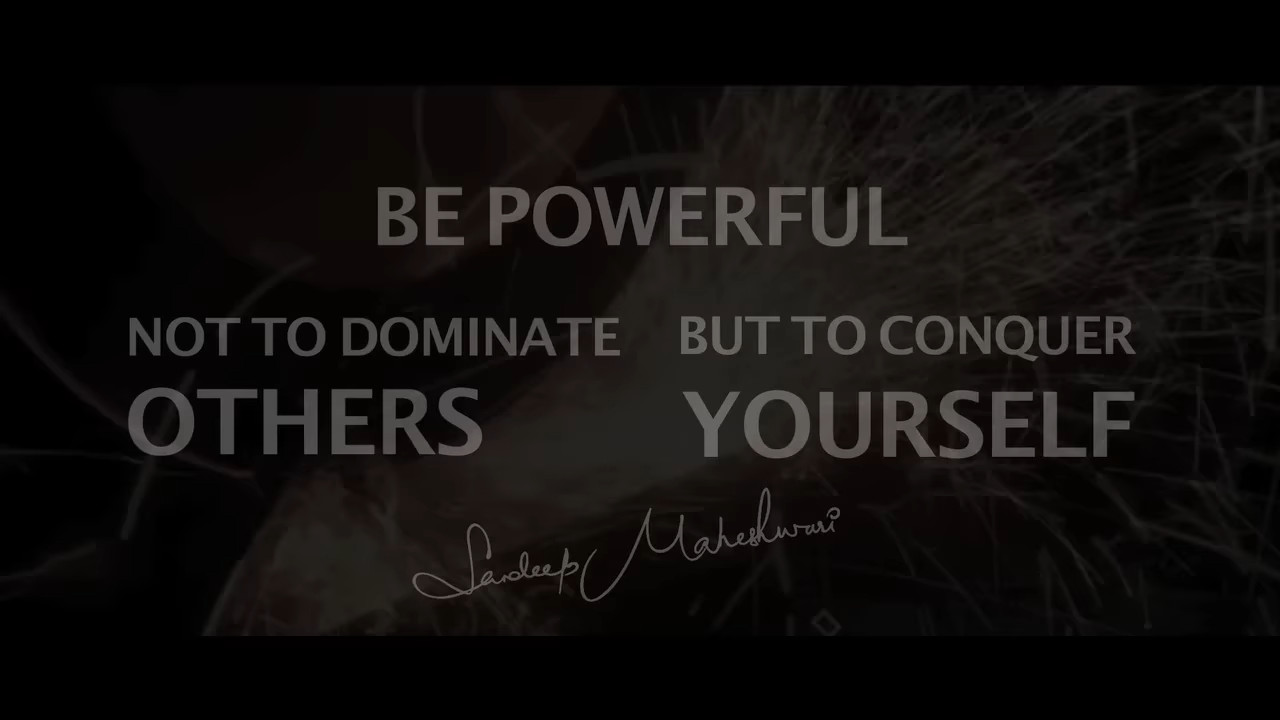 BE POWERFUL
NOT TO DOMINATE
OTHERS
BUT TO CONQUER
YOURSELF
Sandeep Maheshwari